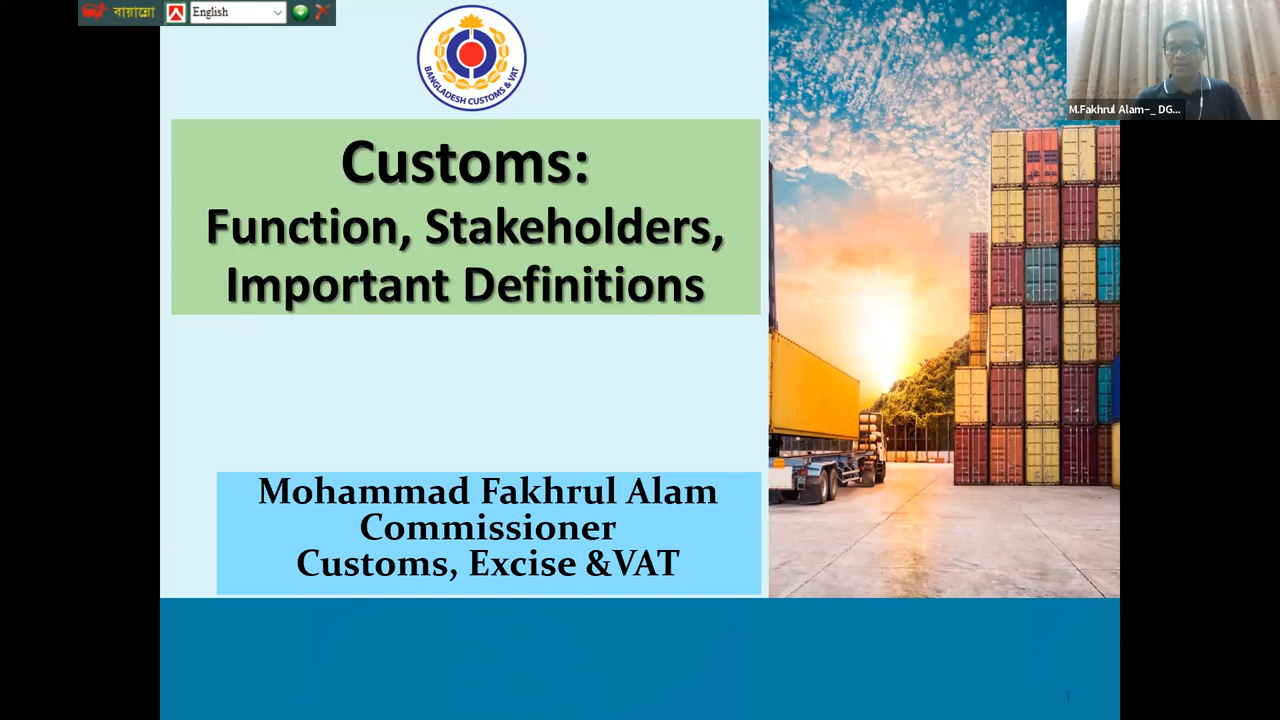 বায়ান্নো
English
BANGLADESH CUSTOMS & VAT
M.Fakhrul Alam-_ DG...
Customs:
Function, Stakeholders,
Important Definitions
Mohammad Fakhrul Alam
Commissioner
Customs, Excise &VAT
1